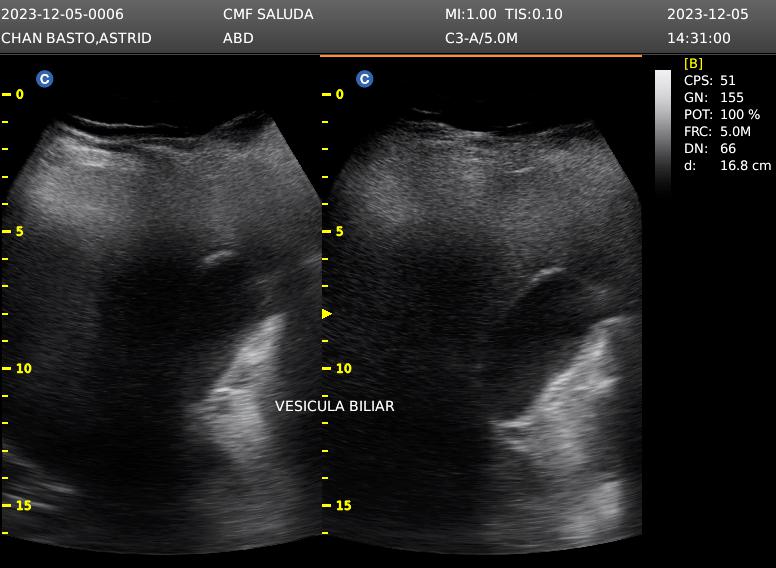 2023-12-05-0006 CMF SALUDA MI:1.00 TIS:0.10 2023-12-05
CHAN BASTO,ASTRID ABD C3-A/5.0M 14:31:00
[B]
CPS: 51
GN: 155
POT: 100 %
FRC: 5.0M
DN: 66
d: 16.8 cm
C
C
0
0
5
5
10
10
VESICULA BILIAR
15
15